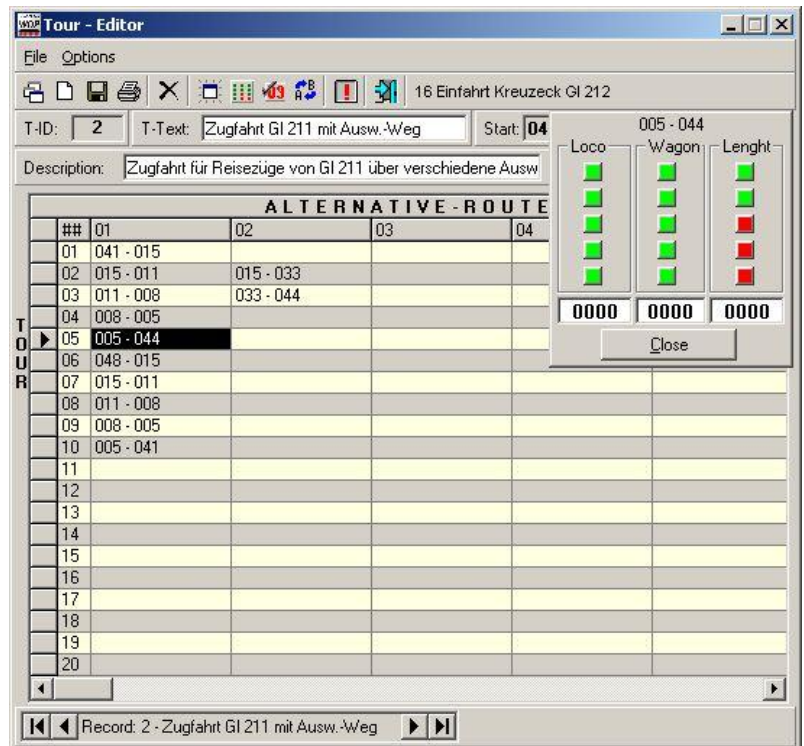 Tour - Editor
File Options
16 Einfahrt Kreuzeck Gl 212
T-ID: 2 T-Text: Zugfahrt Gl 211 mit Ausw.-Weg Start: 04
Description: Zugfahrt für Reisezüge von Gl 211 über verschiedene Ausw
005 - 044
Loco Wagon Lenght
0000 0000 0000
Close
ALTERNATIVE-ROUTE
TOUR
## 01 02 03 04
01 041 - 015
02 015 - 011 015 - 033
03 011 - 008 033 - 044
04 008 - 005
05 005 - 044
06 048 - 015
07 015 - 011
08 011 - 008
09 008 - 005
10 005 - 041
11
12
13
14
15
16
17
18
19
20
Record: 2 - Zugfahrt Gl 211 mit Ausw.-Weg